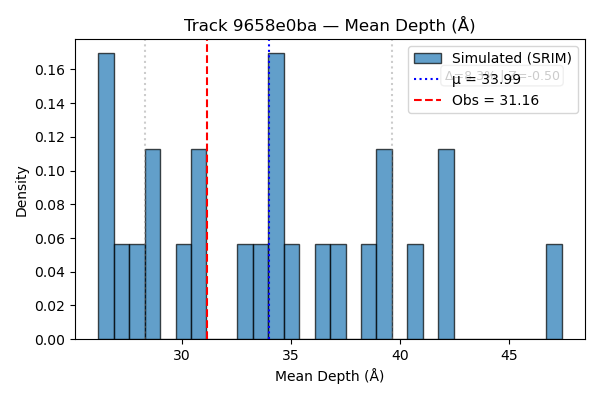 Track 9658e0ba — Mean Depth (Å)
Simulated (SRIM)
μ = 33.99
Obs = 31.16
0.16
0.14
0.12
0.10
0.08
0.06
0.04
0.02
0.00
Density
30
35
40
45
Mean Depth (Å)